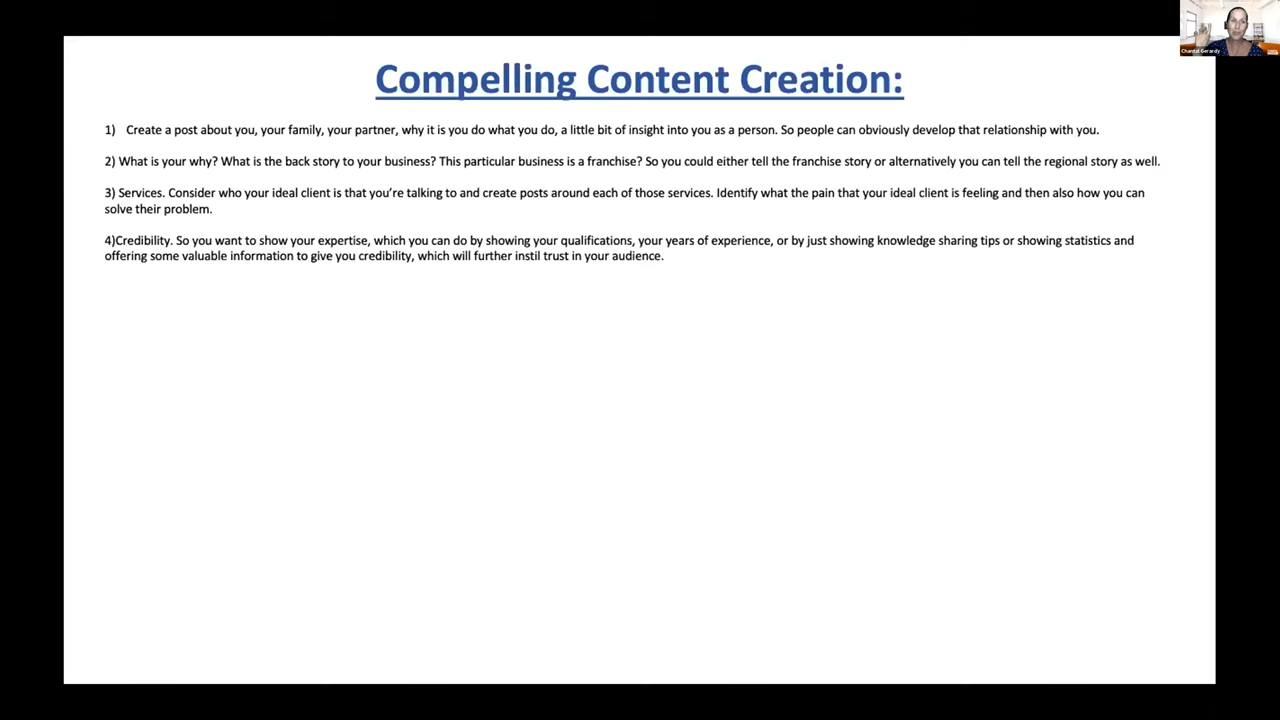 Compelling Content Creation:
1) Create a post about you, your family, your partner, why it is you do what you do, a little bit of insight into you as a person. So people can obviously develop that relationship with you.
2) What is your why? What is the back story to your business? This particular business is a franchise? So you could either tell the franchise story or alternatively you can tell the regional story as well.
3) Services. Consider who your ideal client is that you're talking to and create posts around each of those services. Identify what the pain that your ideal client is feeling and then also how you can
solve their problem.
4)Credibility. So you want to show your expertise, which you can do by showing your qualifications, your years of experience, or by just showing knowledge sharing tips or showing statistics and
offering some valuable information to give you credibility, which will further instil trust in your audience.
Chantal Gerardy